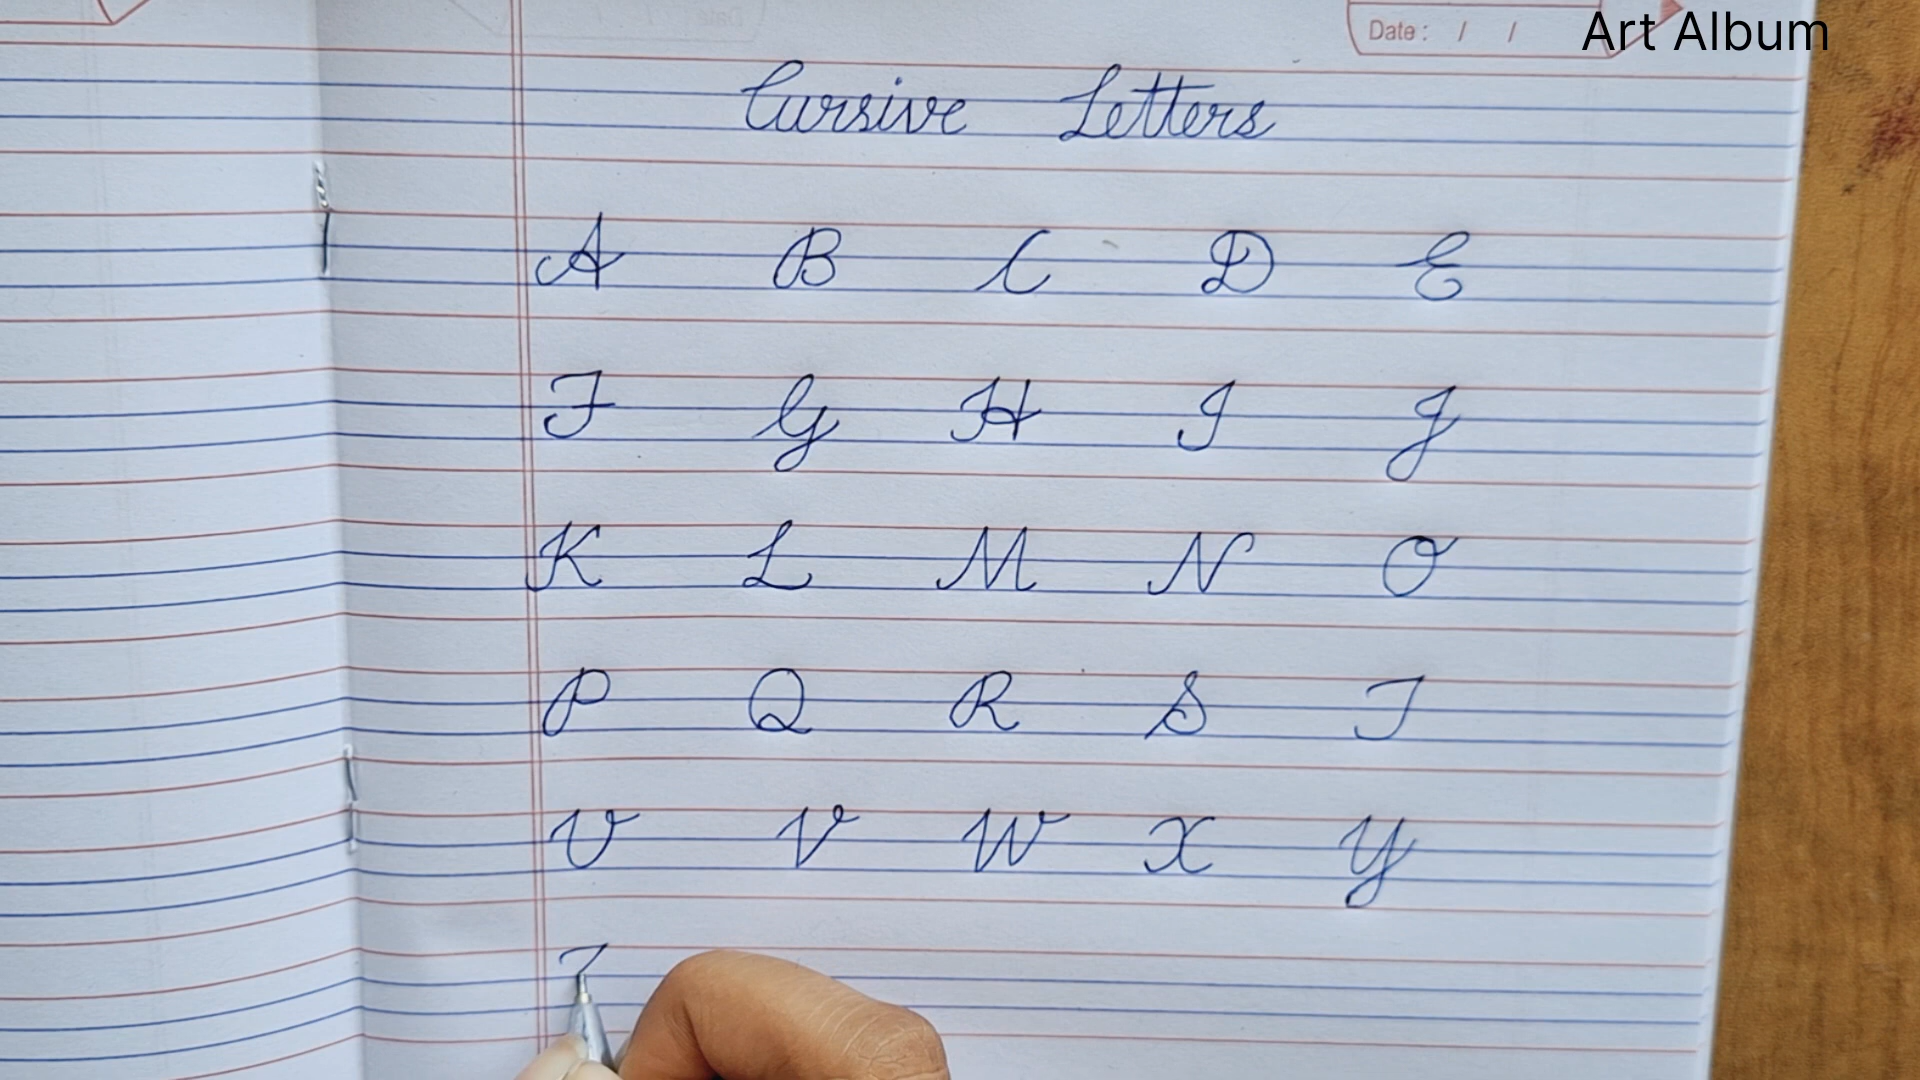 Date : / / Art Album
Cursive Letters
A B C D E
F G H I J
K L M N O
P Q R S T
U V W X Y